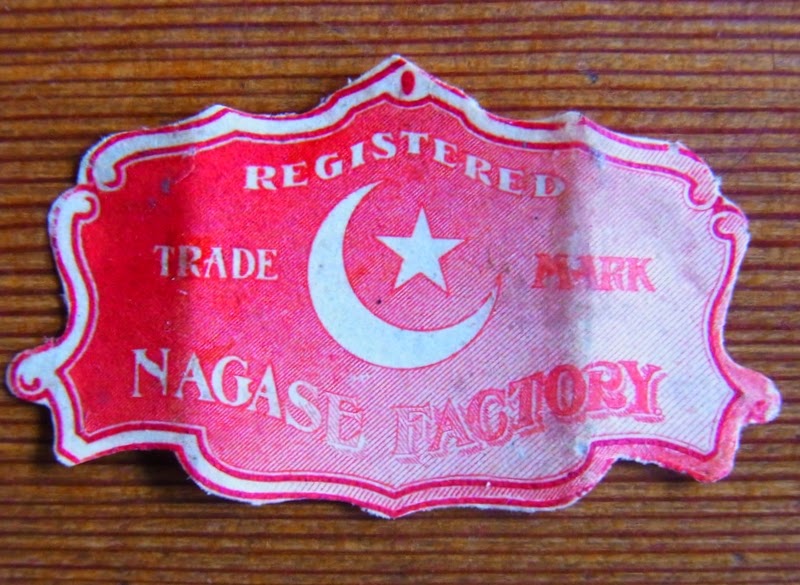 REGISTERED
TRADE MARK
NAGASE FACTORY.